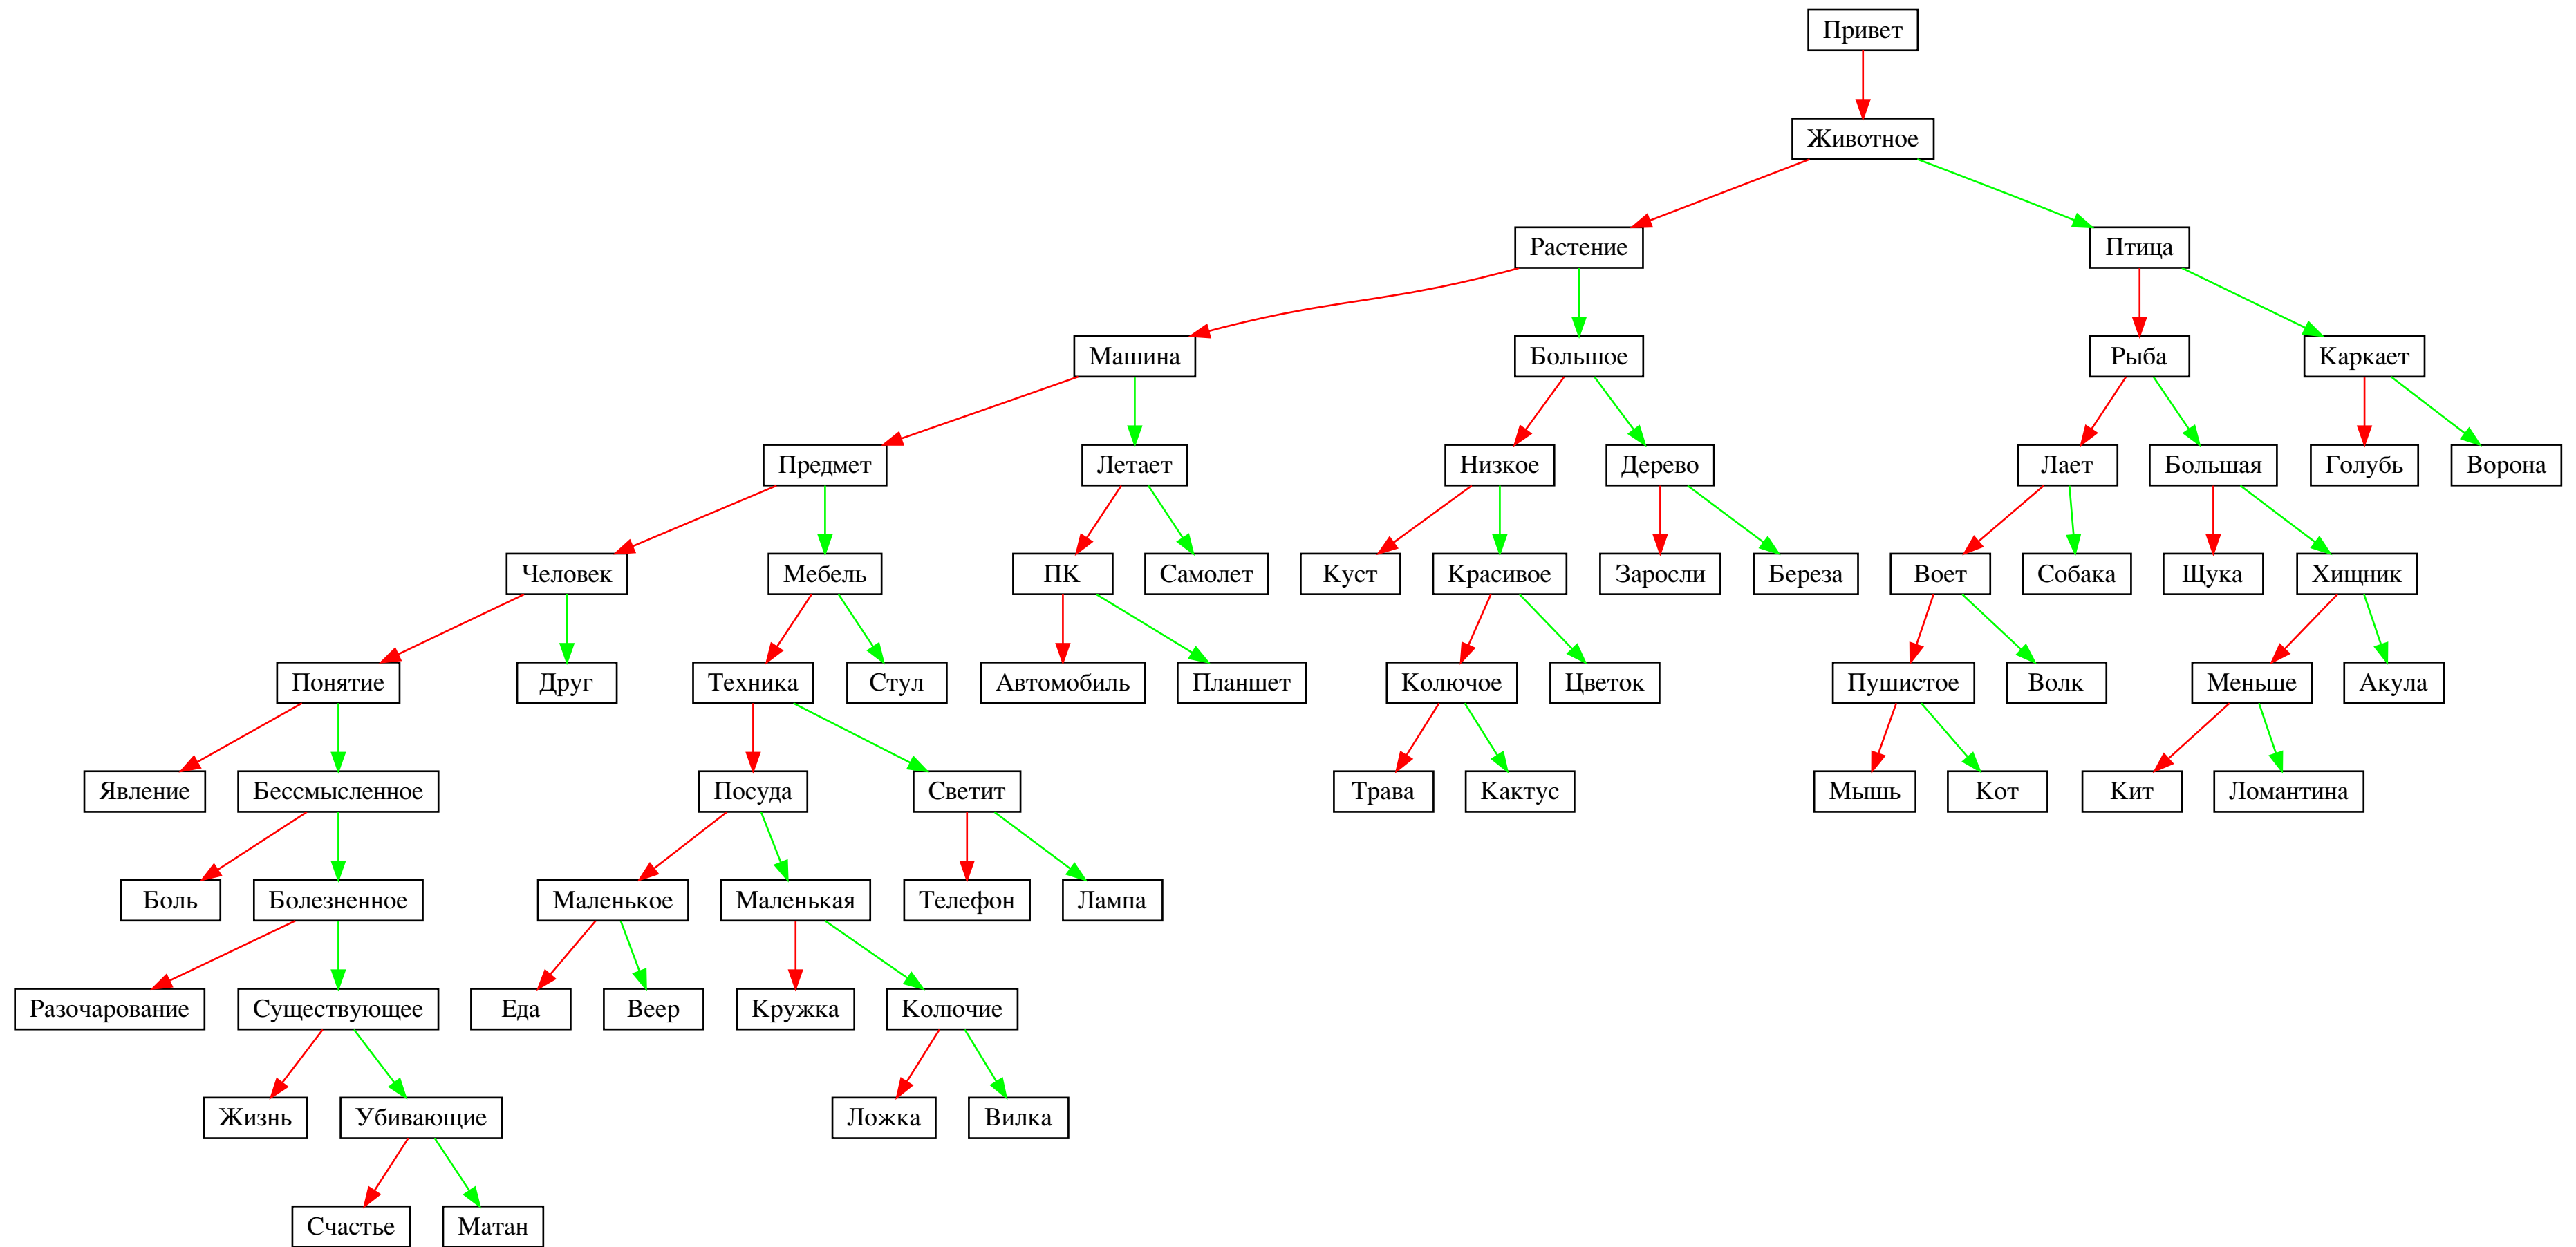 Привет
Животное
Растение
Птица
Машина
Большое
Рыба
Каркает
Предмет
Летает
Низкое
Дерево
Лает
Большая
Голубь
Ворона
Человек
Мебель
ПК
Самолет
Куст
Красивое
Заросли
Береза
Воет
Собака
Щука
Хищник
Понятие
Друг
Техника
Стул
Автомобиль
Планшет
Колючое
Цветок
Пушистое
Волк
Меньше
Акула
Явление
Бессмысленное
Посуда
Светит
Трава
Кактус
Мышь
Кот
Кит
Ломантина
Боль
Болезненное
Маленькое
Маленькая
Телефон
Лампа
Разочарование
Существующее
Еда
Веер
Кружка
Колючие
Жизнь
Убивающие
Ложка
Вилка
Счастье
Матан